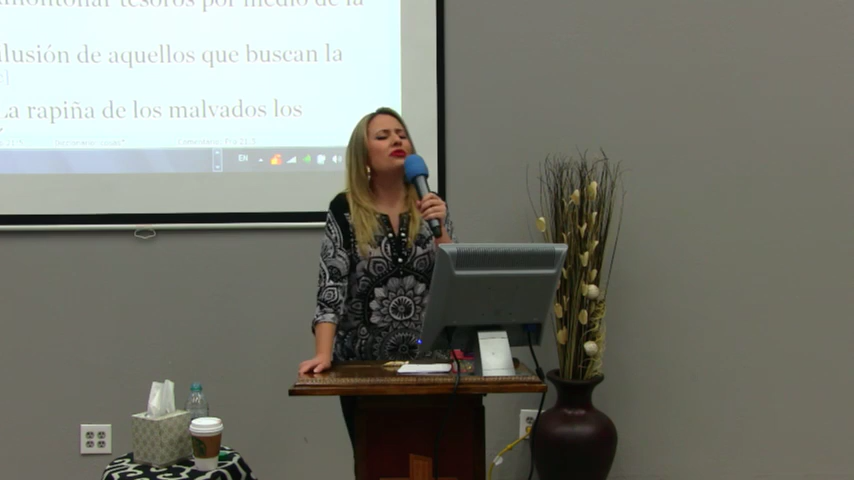 amontonar tesoros por medio de la
ilusión de aquellos que buscan la
La rapiña de los malvados los
EN